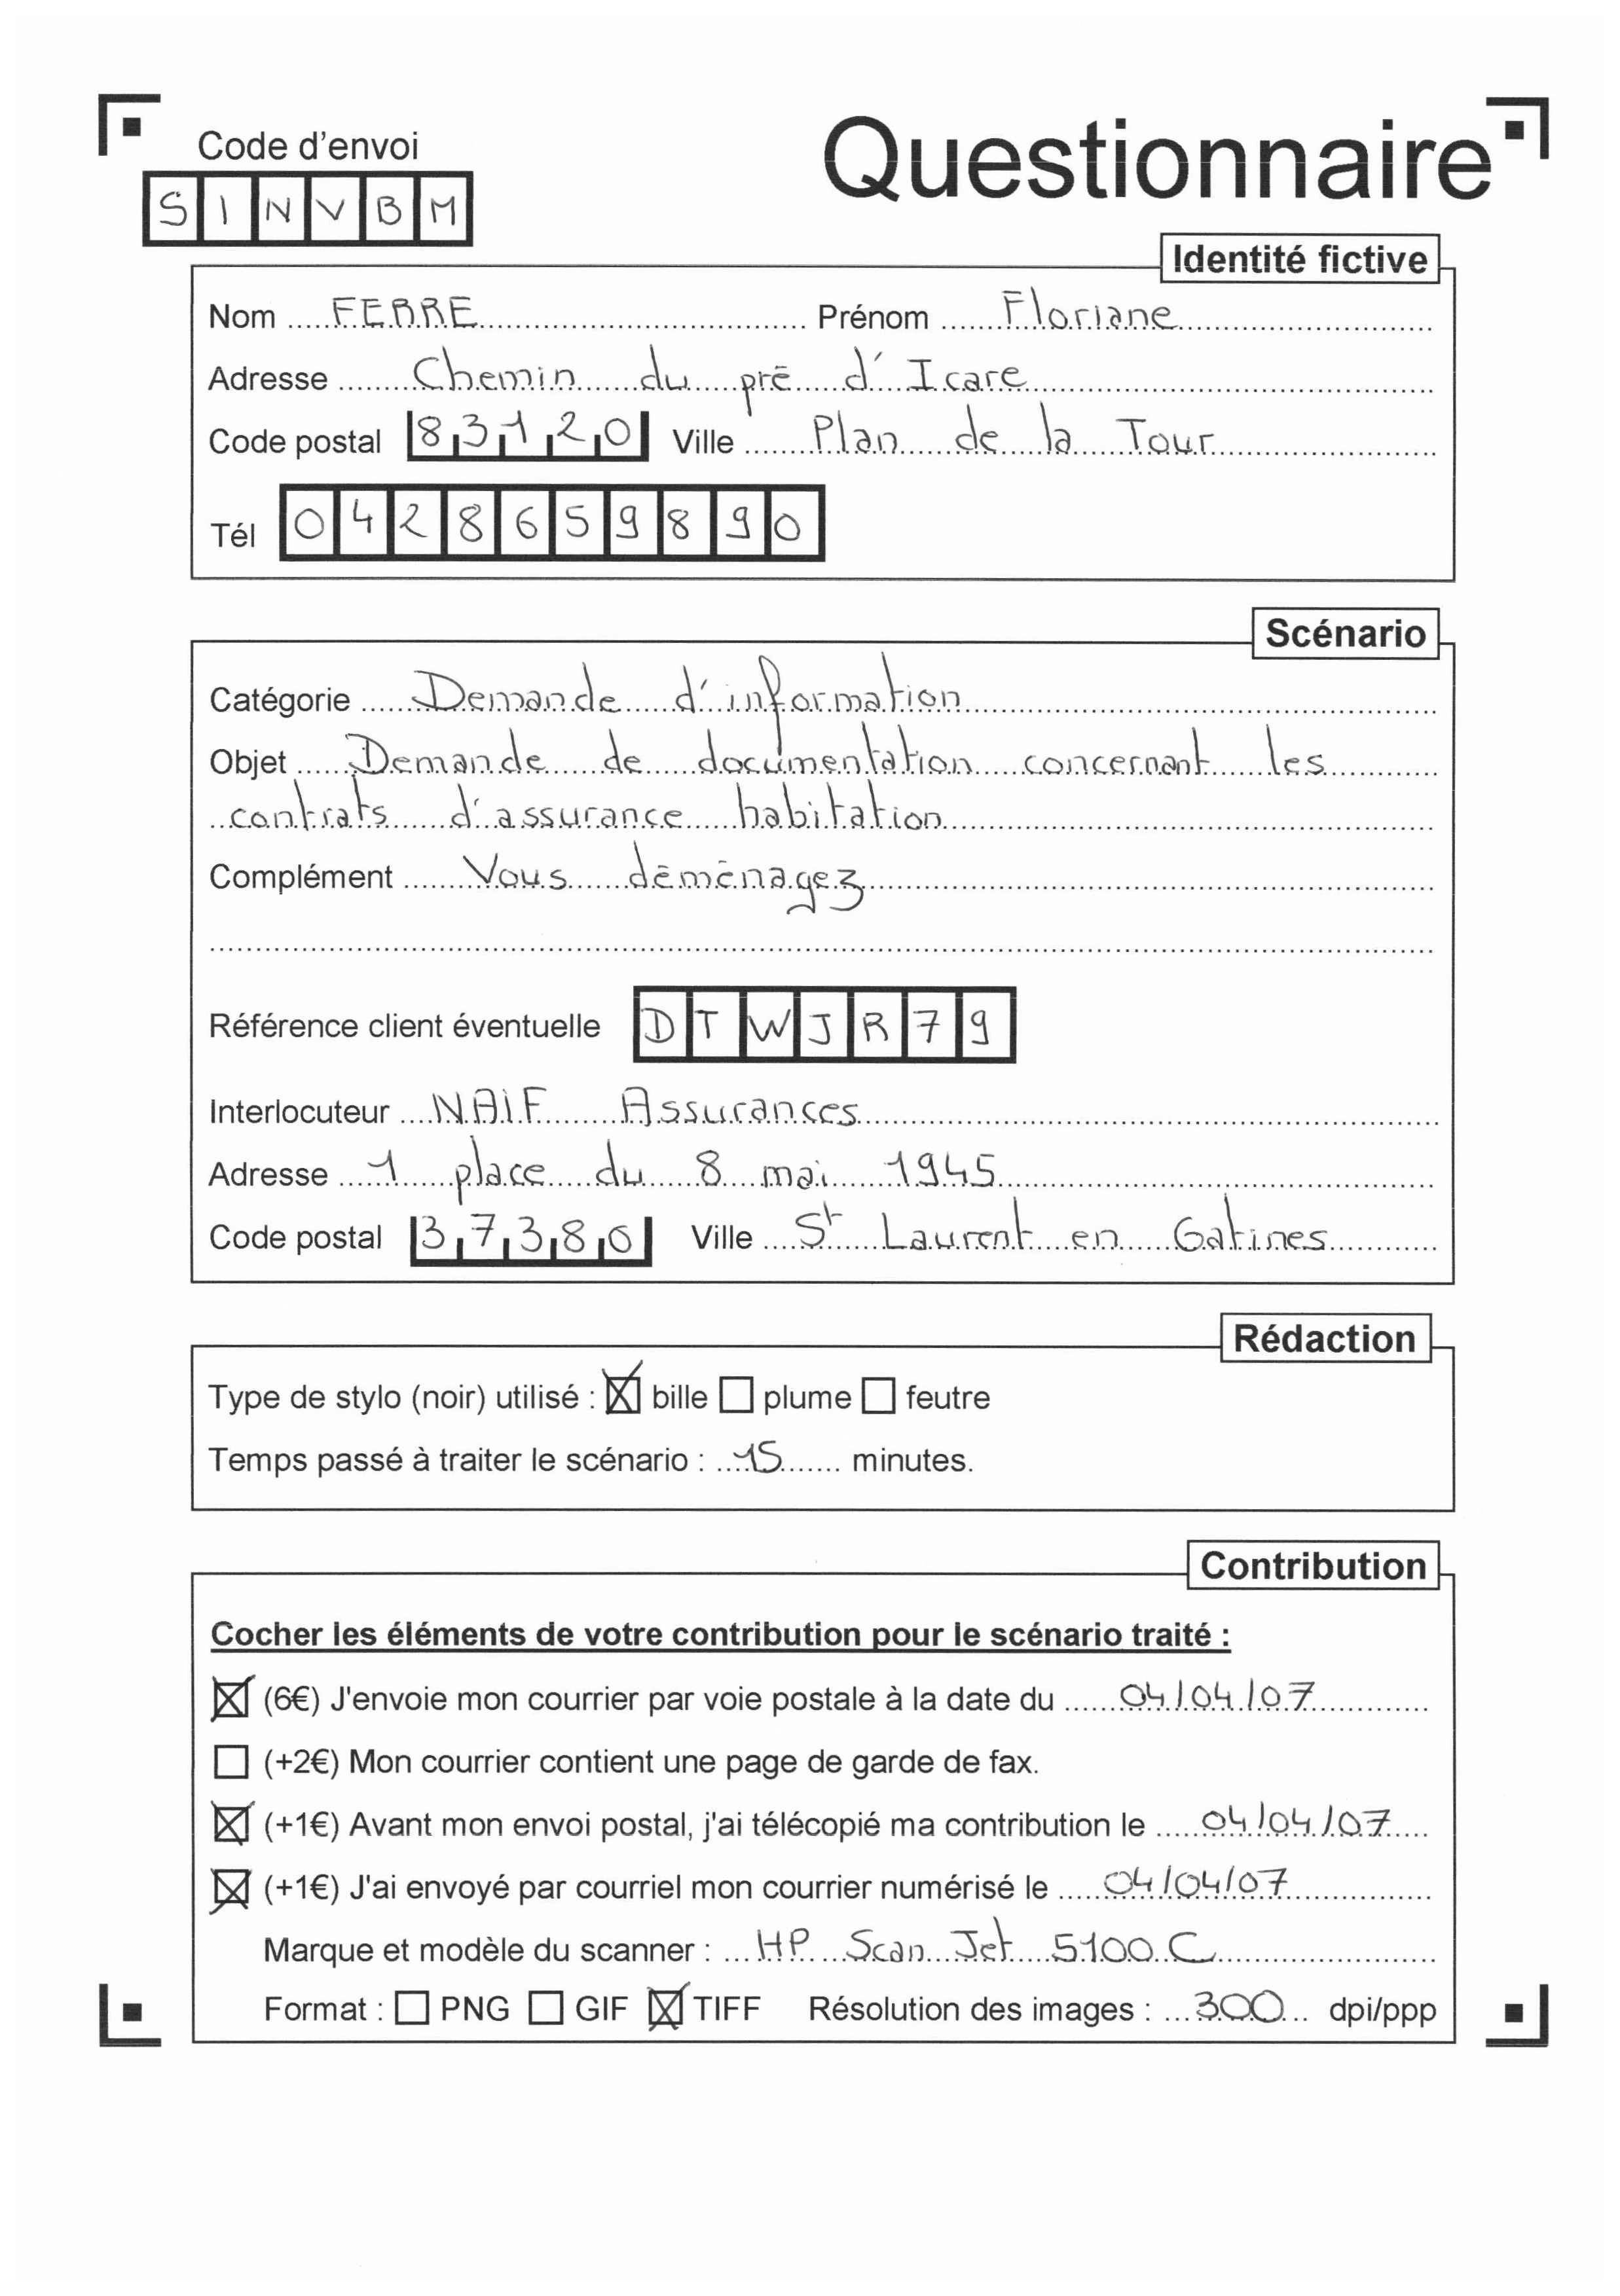 Code d'envoi
Questionnaire
SINVBM
Identité fictive
Nom FERRE Prénom Floriane
Adresse Chemin du pré d'Icare
Code postal 83120 Ville Plan de la Tour
Tél 0428659890
Scénario
Catégorie Demande d'information
Objet Demande de documentation concernant les
contrats d'assurance habitation
Complément Vous déménagez
Référence client éventuelle DTWJR79
Interlocuteur NAIF Assurances
Adresse 1 place du 8 mai 1945
Code postal 37380 Ville St Laurent en Gatines
Rédaction
Type de stylo (noir) utilisé : ☒ bille ☐ plume ☐ feutre
Temps passé à traiter le scénario : 15 minutes.
Contribution
Cocher les éléments de votre contribution pour le scénario traité :
☒ (6€) J'envoie mon courrier par voie postale à la date du 04/04/07
☐ (+2€) Mon courrier contient une page de garde de fax.
☒ (+1€) Avant mon envoi postal, j'ai télécopié ma contribution le 04/04/07
☒ (+1€) J'ai envoyé par courriel mon courrier numérisé le 04/04/07
Marque et modèle du scanner : HP Scan Jet 5100 C
Format : ☐ PNG ☐ GIF ☒ TIFF Résolution des images : 300 dpi/ppp